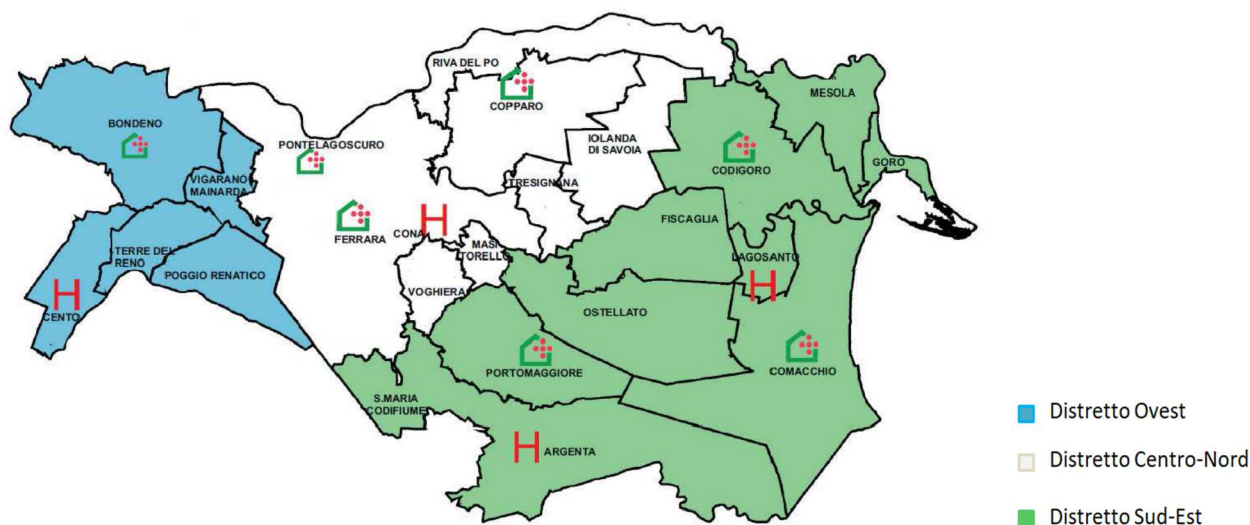 RIVA DEL PO
COPPARO
MESOLA
BONDENO
PONTELAGOSCURO
IOLANDA
DI SAVOIA
GORO
CODIGORO
VIGARANO
MAINARDA
TRESIGNANA
FISCAGLIA
FERRARA
CONA
H
MASI
TORELLO
TERRE DEL
RENO
POGGIO RENATICO
LAGOSANTO
H
VOGHIERA
H
CENTO
OSTELLATO
PORTOMAGGIORE
COMACCHIO
S.MARIA
CODIFIUME
H
ARGENTA
Distretto Ovest
Distretto Centro-Nord
Distretto Sud-Est